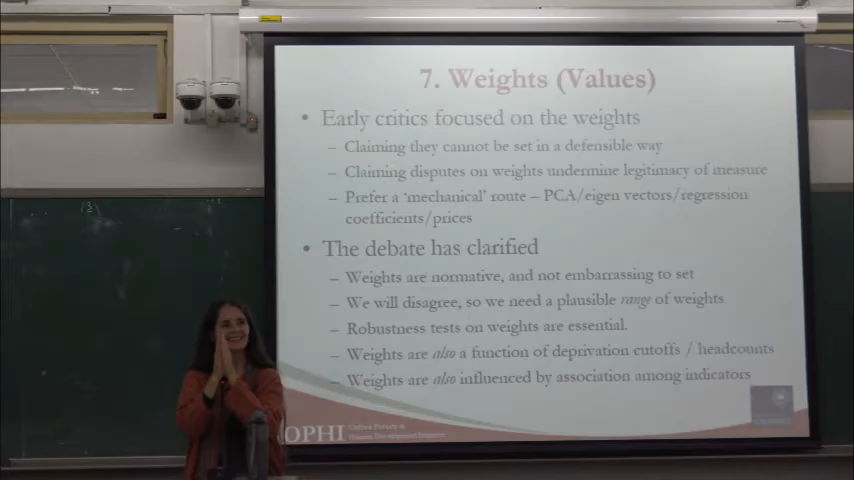 7. Weights (Values)
• Early critics focused on the weights
– Claiming they cannot be set in a defensible way
– Claiming disputes on weights undermine legitimacy of measure
– Prefer a 'mechanical' route – PCA/eigen vectors/regression
coefficients/prices
• The debate has clarified
– Weights are normative, and not embarrassing to set
– We will disagree, so we need a plausible range of weights
– Robustness tests on weights are essential.
– Weights are also a function of deprivation cutoffs / headcounts
– Weights are also influenced by association among indicators
OPHI
Human Development Initiative